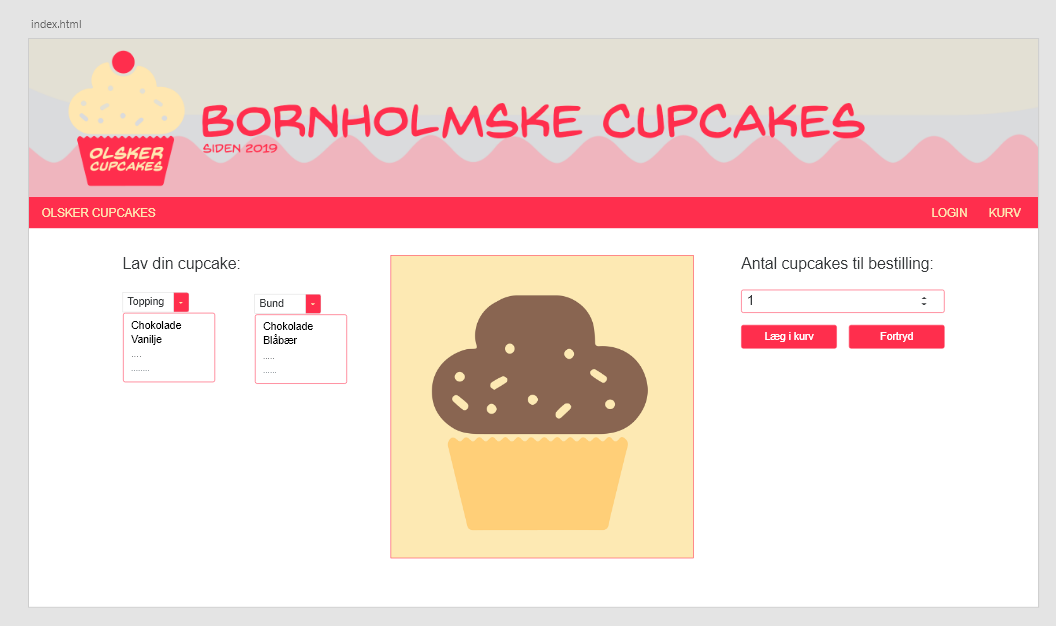 index.html
BORNHOLMSKE CUPCAKES
SIDEN 2019
OLSKER
CUPCAKES
OLSKER CUPCAKES
LOGIN
KURV
Lav din cupcake:
Topping
Chokolade
Vanilje
....
........
Bund
Chokolade
Blåbær
.....
......
Antal cupcakes til bestilling:
1
Læg i kurv
Fortryd